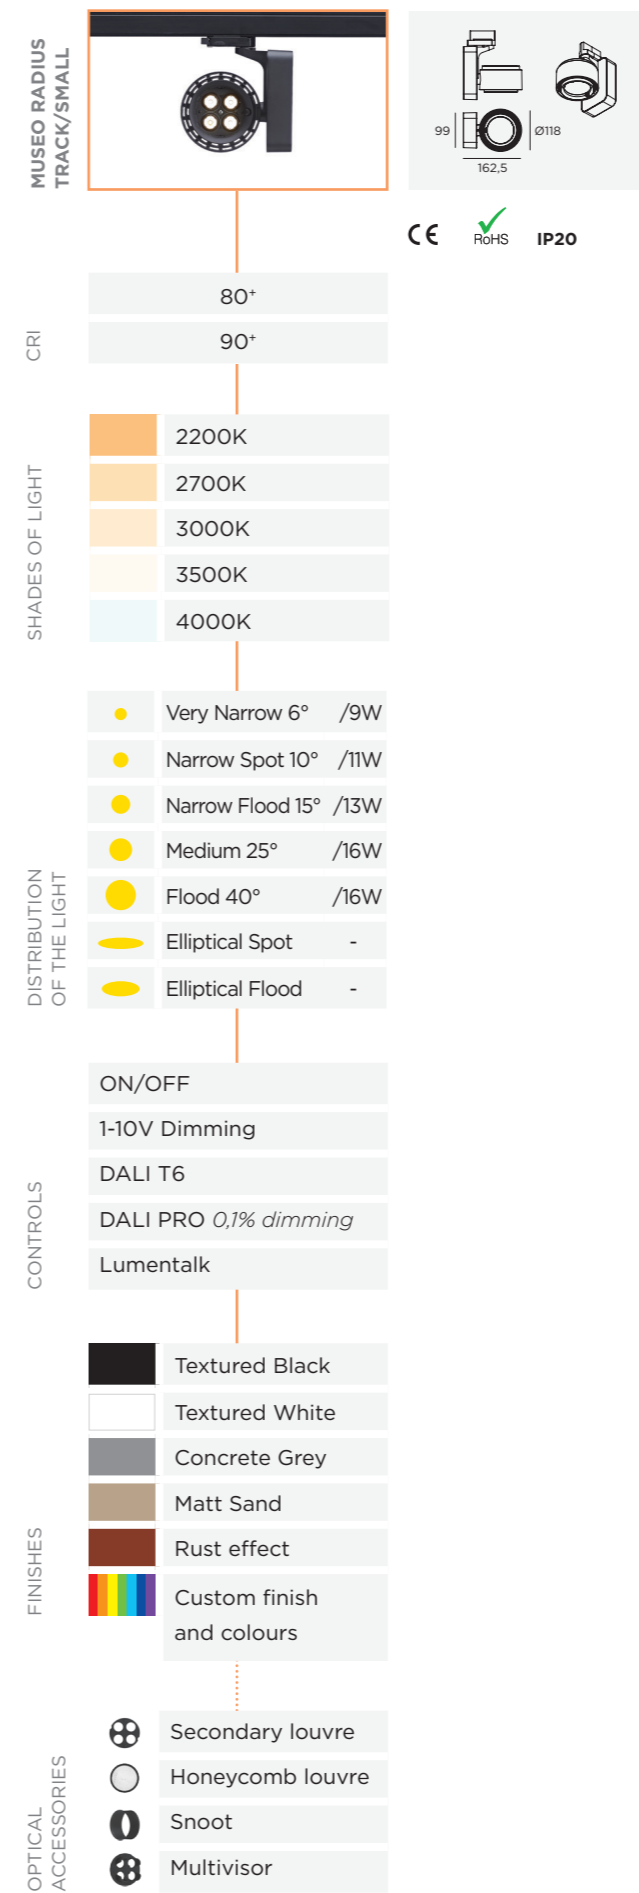 MUSEO RADIUS
TRACK/SMALL
99
Ø118
162,5
CE
RoHS
IP20
CRI
80+
90+
SHADES OF LIGHT
2200K
2700K
3000K
3500K
4000K
DISTRIBUTION
OF THE LIGHT
Very Narrow 6° /9W
Narrow Spot 10° /11W
Narrow Flood 15° /13W
Medium 25° /16W
Flood 40° /16W
Elliptical Spot -
Elliptical Flood -
CONTROLS
ON/OFF
1-10V Dimming
DALI T6
DALI PRO 0,1% dimming
Lumentalk
FINISHES
Textured Black
Textured White
Concrete Grey
Matt Sand
Rust effect
Custom finish
and colours
OPTICAL
ACCESSORIES
Secondary louvre
Honeycomb louvre
Snoot
Multivisor